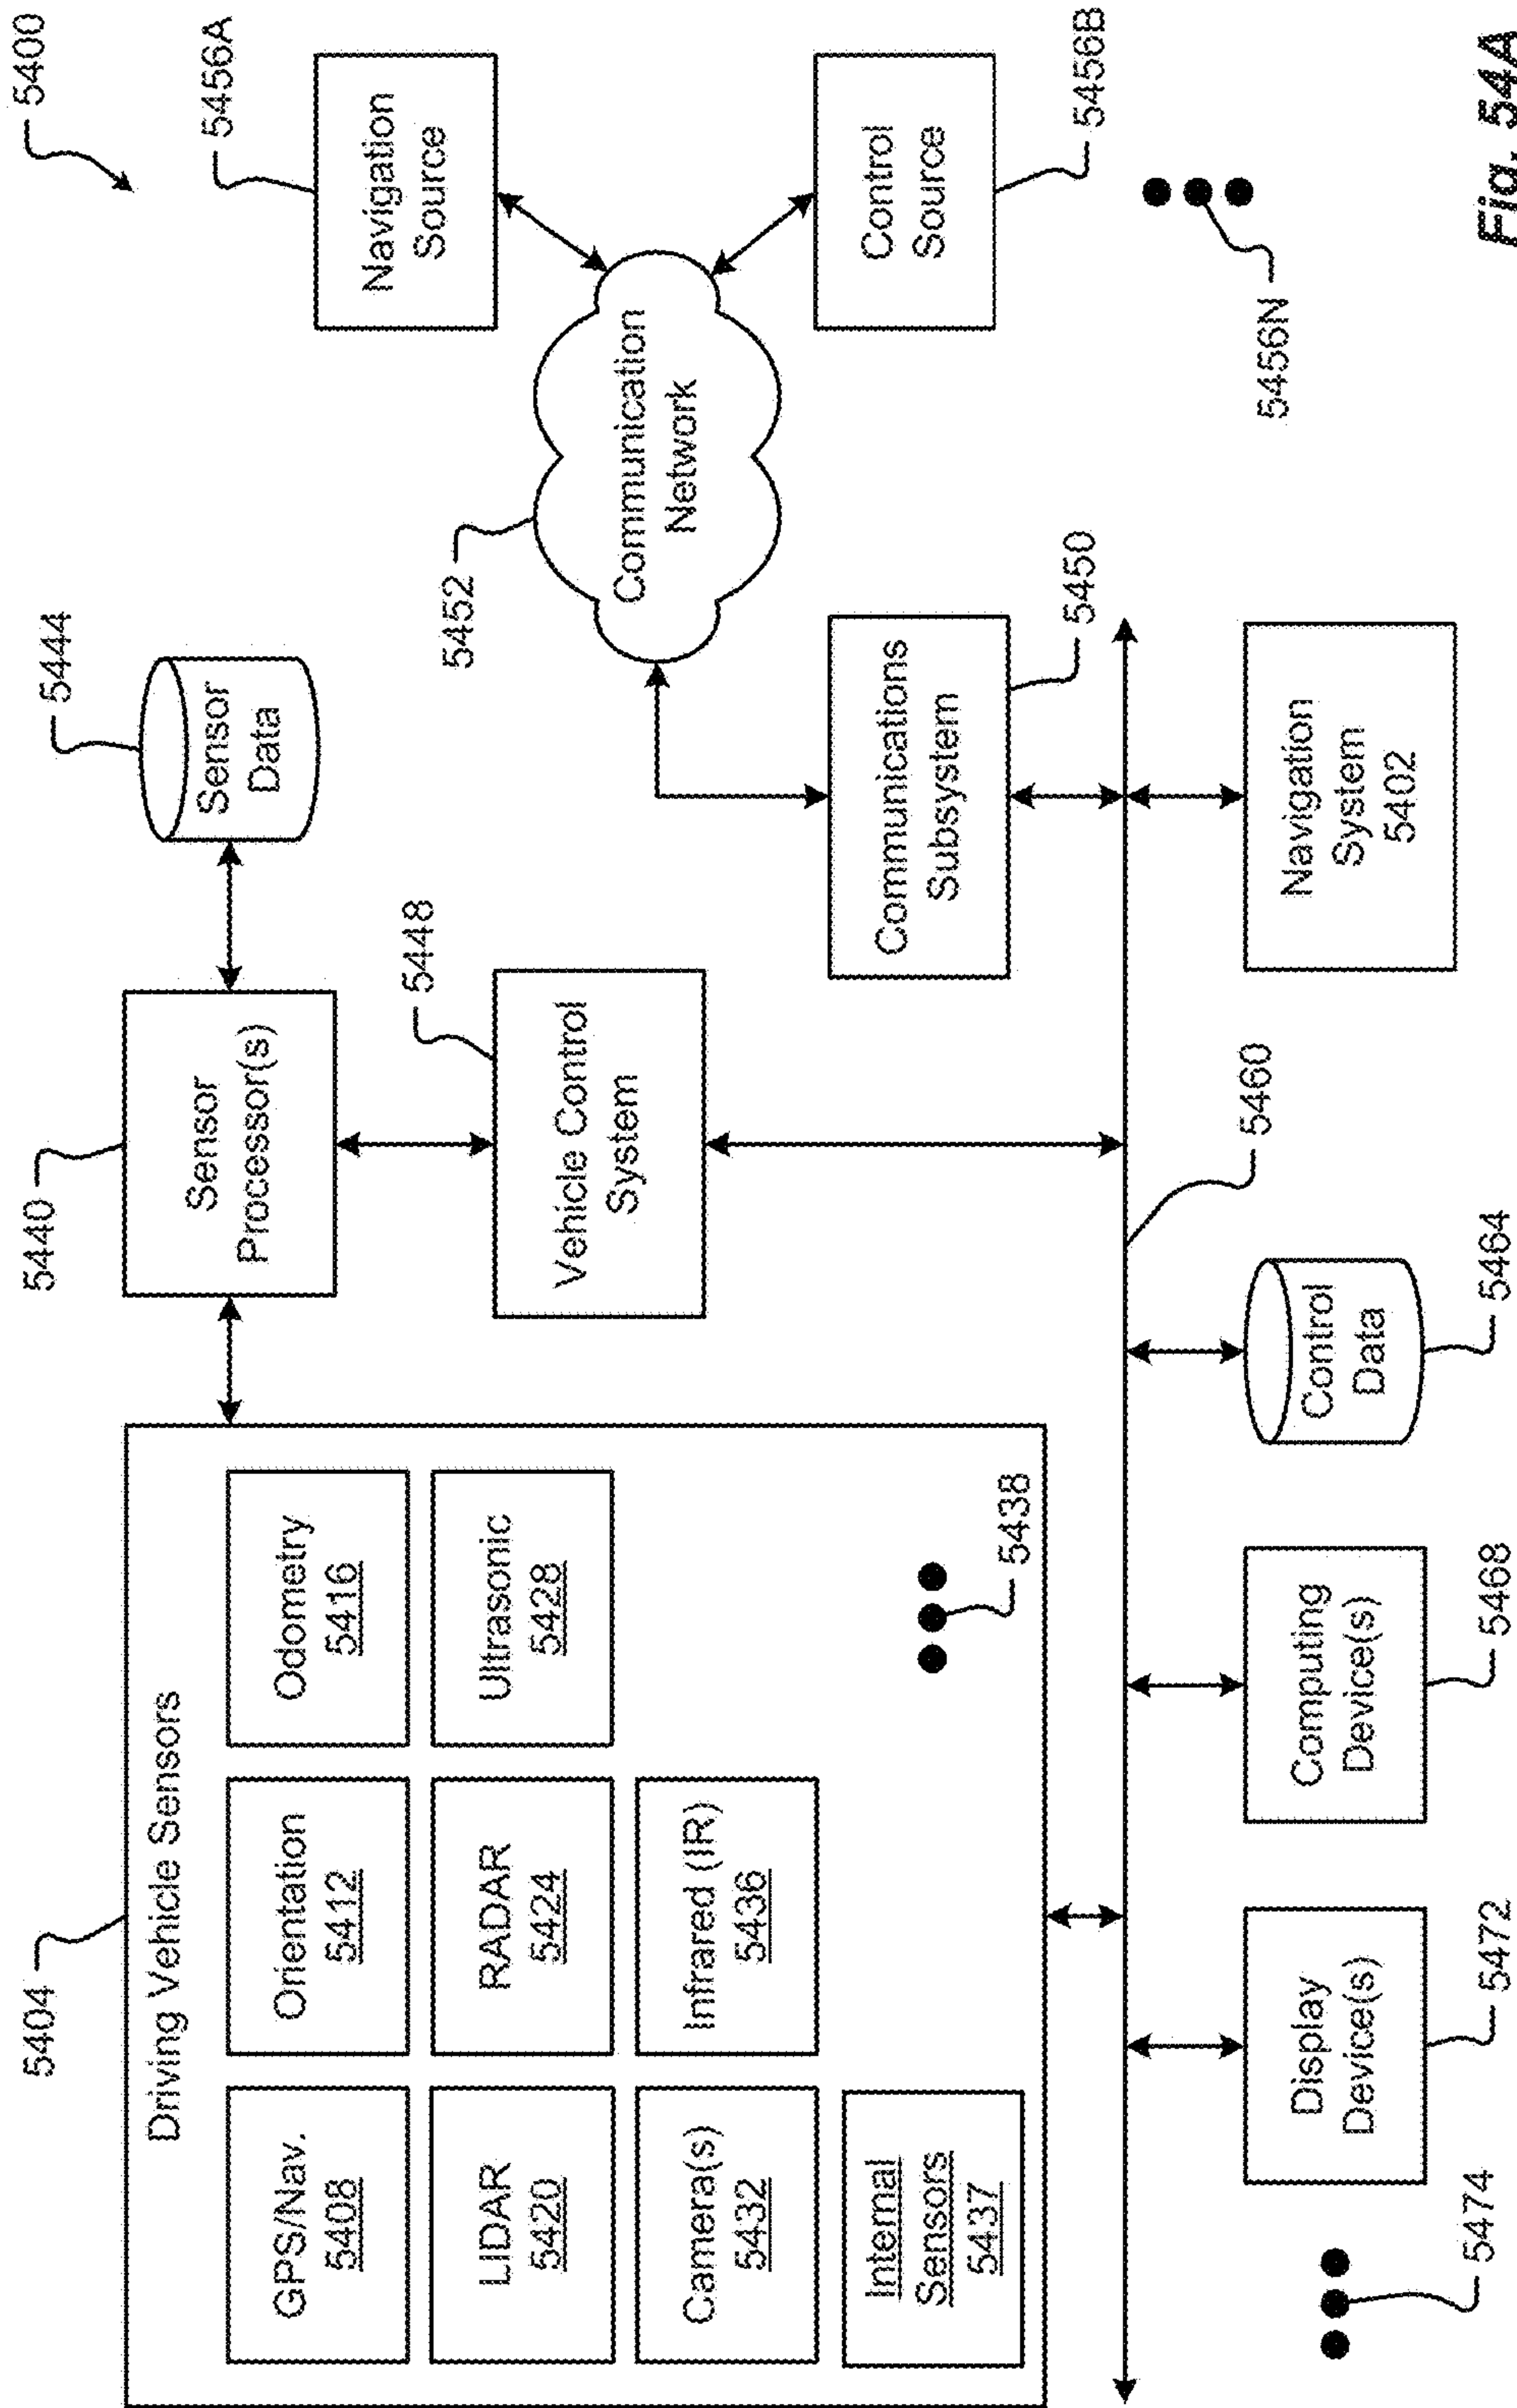 5400
5404
Driving Vehicle Sensors
GPS/Nav.
5408
Orientation
5412
Odometry
5416
LIDAR
5420
RADAR
5424
Ultrasonic
5428
Camera(s)
5432
Infrared (IR)
5436
Internal
Sensors
5437
5438
5440
Sensor
Processor(s)
5444
Sensor
Data
5448
Vehicle Control
System
5452
Communication
Network
5456A
Navigation
Source
Control
Source
5456B
5456N
Communications
Subsystem
5450
5460
5474
Display
Device(s)
5472
Computing
Device(s)
5468
Control
Data
5464
Navigation
System
5402
Fig. 54A